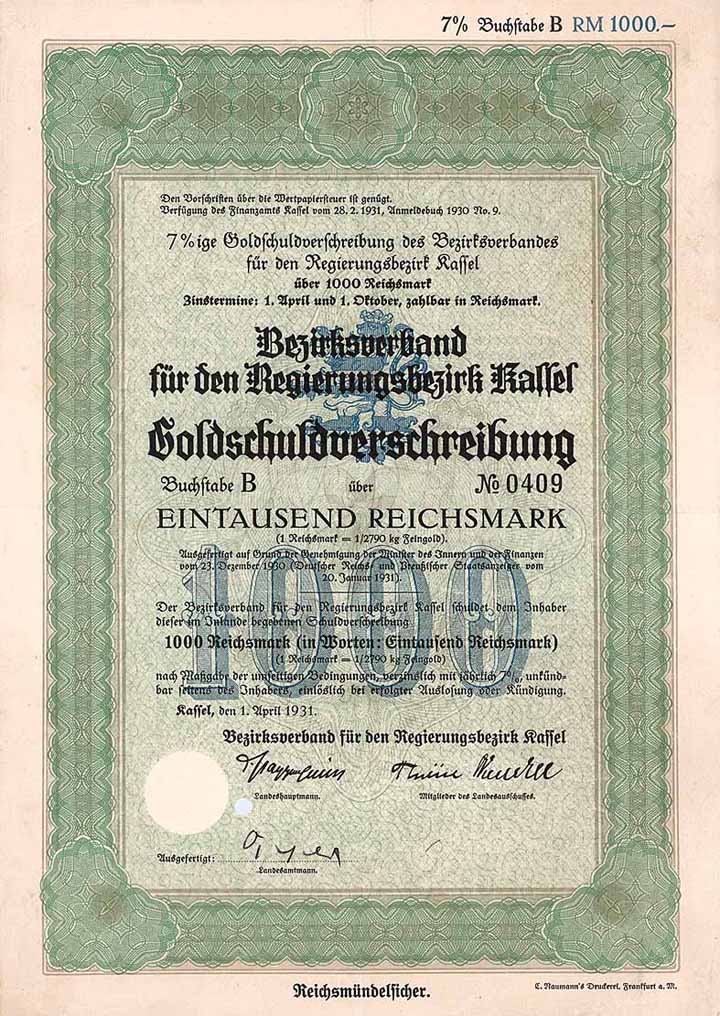 7% Buchstabe B RM 1000.—
Den Vorschriften über die Wertpapiersteuer ist genügt.
Verfügung des Finanzamts Kassel vom 28. 2. 1931, Anmeldebuch 1930 No. 9.
7%ige Goldschuldverschreibung des Bezirksverbandes
für den Regierungsbezirk Kassel
über 1000 Reichsmark
Zinstermine: 1. April und 1. Oktober, zahlbar in Reichsmark.
Bezirksverband
für den Regierungsbezirk Kassel
Goldschuldverschreibung
Buchstabe B über No 0409
EINTAUSEND REICHSMARK
(1 Reichsmark = 1/2790 kg Feingold).
Ausgefertigt auf Grund der Genehmigung der Minister des Innern und der Finanzen
vom 23. Dezember 1930 (Deutscher Reichs- und Preußischer Staatsanzeiger vom
20. Januar 1931).
1000
Der Bezirksverband für den Regierungsbezirk Kassel schuldet dem Inhaber
dieser im Inlande begebenen Schuldverschreibung
1000 Reichsmark (in Worten: Eintausend Reichsmark)
(1 Reichsmark = 1/2790 kg Feingold)
nach Maßgabe der umseitigen Bedingungen, verzinslich mit jährlich 7%, unkünd-
bar seitens des Inhabers, einlöslich bei erfolgter Auslosung oder Kündigung.
Kassel, den 1. April 1931.
Bezirksverband für den Regierungsbezirk Kassel
Landeshauptmann. Mitglieder des Landesausschusses.
Ausgefertigt:
Landesamtmann.
Reichsmündelsicher.
C. Naumann's Druckerei, Frankfurt a. M.